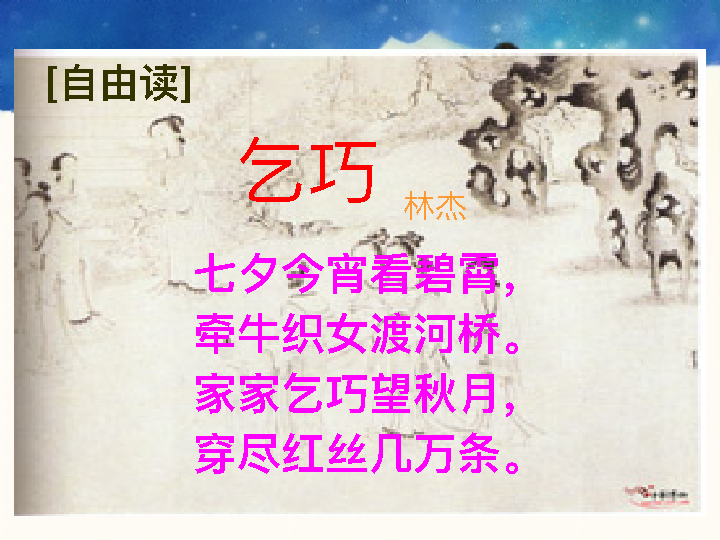 [自由读]
乞巧
林杰
七夕今宵看碧霄，
牵牛织女渡河桥。
家家乞巧望秋月，
穿尽红丝几万条。